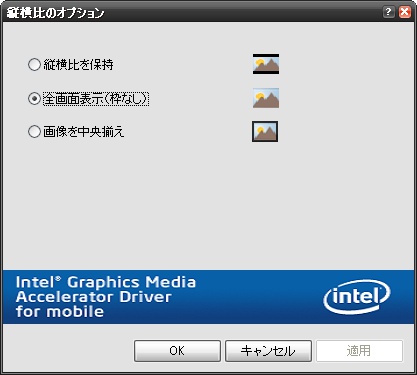 縦横比のオプション
縦横比を保持
全画面表示(枠なし)
画像を中央揃え
Intel® Graphics Media
Accelerator Driver
for mobile
intel
OK
キャンセル
適用